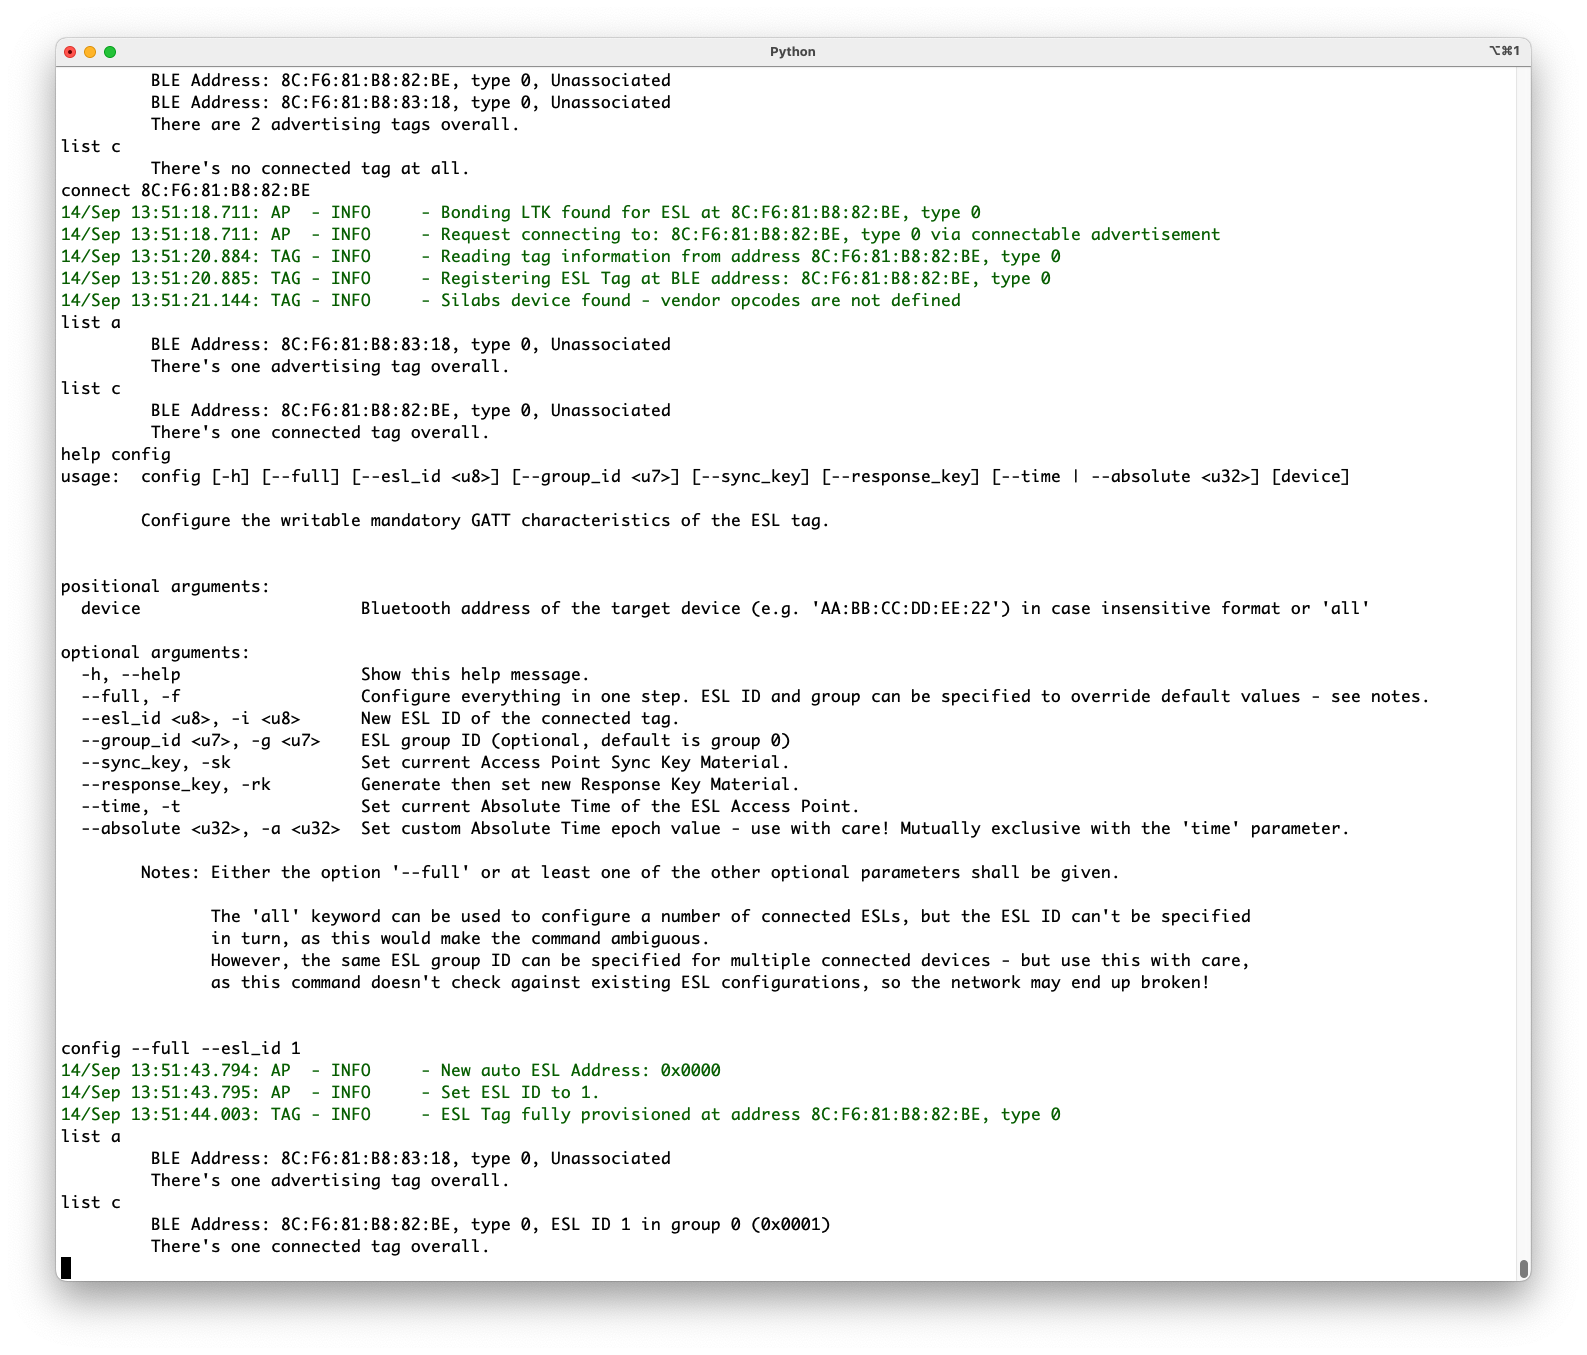 Python
⌥⌘1
BLE Address: 8C:F6:81:B8:82:BE, type 0, Unassociated
BLE Address: 8C:F6:81:B8:83:18, type 0, Unassociated
There are 2 advertising tags overall.
list c
There's no connected tag at all.
connect 8C:F6:81:B8:82:BE
14/Sep 13:51:18.711: AP  - INFO     - Bonding LTK found for ESL at 8C:F6:81:B8:82:BE, type 0
14/Sep 13:51:18.711: AP  - INFO     - Request connecting to: 8C:F6:81:B8:82:BE, type 0 via connectable advertisement
14/Sep 13:51:20.884: TAG - INFO     - Reading tag information from address 8C:F6:81:B8:82:BE, type 0
14/Sep 13:51:20.885: TAG - INFO     - Registering ESL Tag at BLE address: 8C:F6:81:B8:82:BE, type 0
14/Sep 13:51:21.144: TAG - INFO     - Silabs device found - vendor opcodes are not defined
list a
BLE Address: 8C:F6:81:B8:83:18, type 0, Unassociated
There's one advertising tag overall.
list c
BLE Address: 8C:F6:81:B8:82:BE, type 0, Unassociated
There's one connected tag overall.
help config
usage:  config [-h] [--full] [--esl_id <u8>] [--group_id <u7>] [--sync_key] [--response_key] [--time | --absolute <u32>] [device]
Configure the writable mandatory GATT characteristics of the ESL tag.
positional arguments:
device                      Bluetooth address of the target device (e.g. 'AA:BB:CC:DD:EE:22') in case insensitive format or 'all'
optional arguments:
-h, --help                  Show this help message.
--full, -f                  Configure everything in one step. ESL ID and group can be specified to override default values - see notes.
--esl_id <u8>, -i <u8>      New ESL ID of the connected tag.
--group_id <u7>, -g <u7>    ESL group ID (optional, default is group 0)
--sync_key, -sk             Set current Access Point Sync Key Material.
--response_key, -rk         Generate then set new Response Key Material.
--time, -t                  Set current Absolute Time of the ESL Access Point.
--absolute <u32>, -a <u32>  Set custom Absolute Time epoch value - use with care! Mutually exclusive with the 'time' parameter.
Notes: Either the option '--full' or at least one of the other optional parameters shall be given.
The 'all' keyword can be used to configure a number of connected ESLs, but the ESL ID can't be specified
in turn, as this would make the command ambiguous.
However, the same ESL group ID can be specified for multiple connected devices - but use this with care,
as this command doesn't check against existing ESL configurations, so the network may end up broken!
config --full --esl_id 1
14/Sep 13:51:43.794: AP  - INFO     - New auto ESL Address: 0x0000
14/Sep 13:51:43.795: AP  - INFO     - Set ESL ID to 1.
14/Sep 13:51:44.003: TAG - INFO     - ESL Tag fully provisioned at address 8C:F6:81:B8:82:BE, type 0
list a
BLE Address: 8C:F6:81:B8:83:18, type 0, Unassociated
There's one advertising tag overall.
list c
BLE Address: 8C:F6:81:B8:82:BE, type 0, ESL ID 1 in group 0 (0x0001)
There's one connected tag overall.